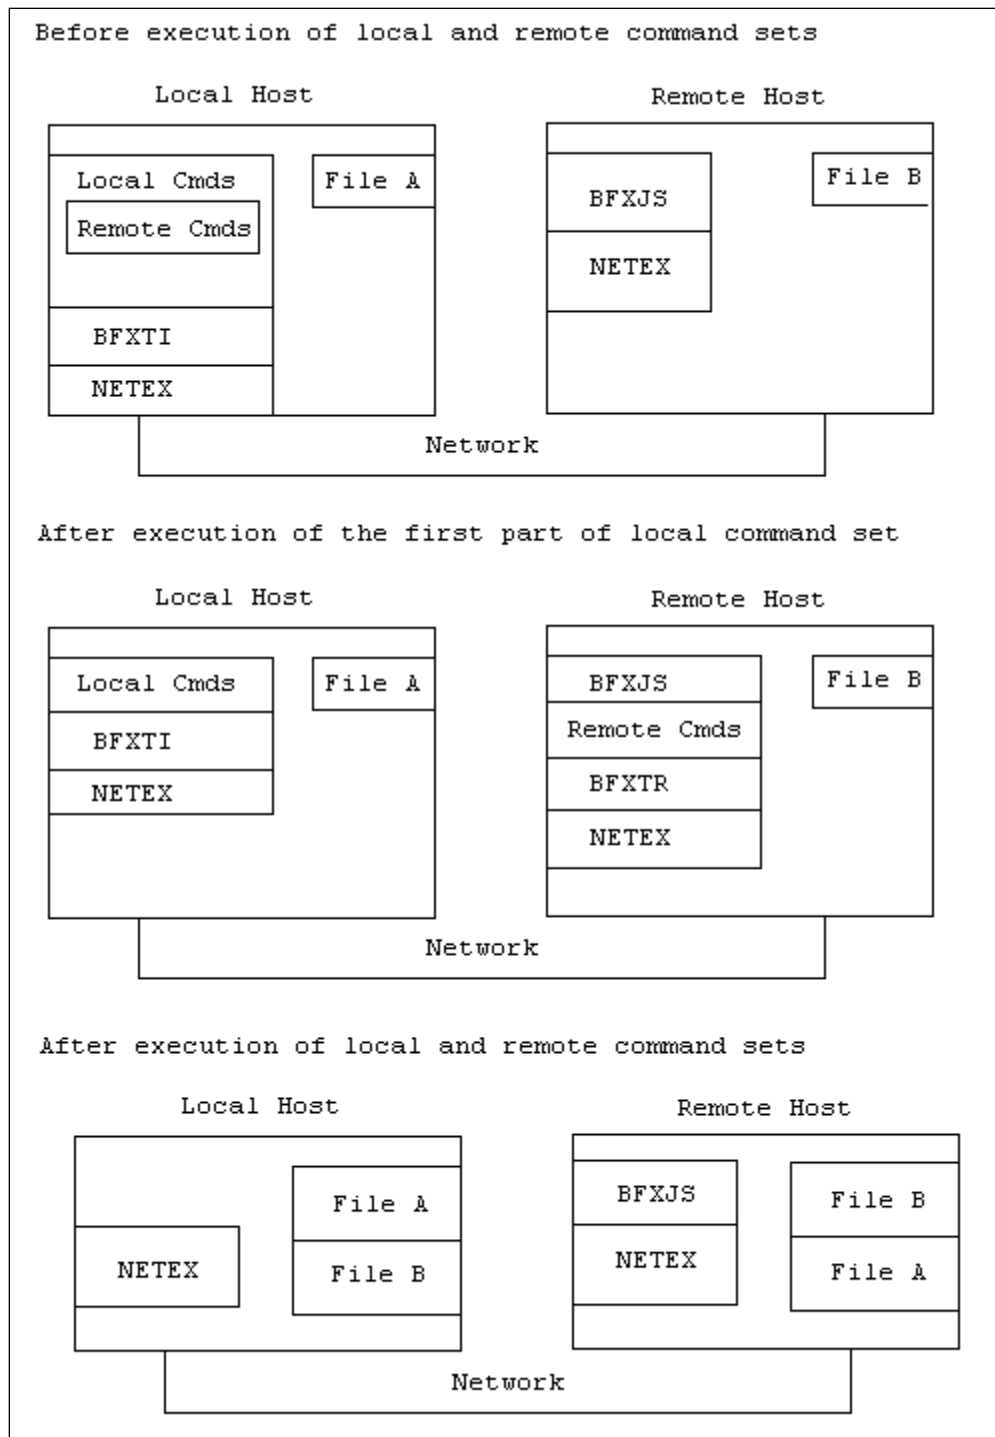 Before execution of local and remote command sets
Local Host
Remote Host
Local Cmds
File A
Remote Cmds
BFXTI
NETEX
BFXJS
File B
NETEX
Network
After execution of the first part of local command set
Local Host
Remote Host
Local Cmds
File A
BFXTI
NETEX
BFXJS
File B
Remote Cmds
BFXTR
NETEX
Network
After execution of local and remote command sets
Local Host
Remote Host
File A
NETEX
File B
BFXJS
File B
NETEX
File A
Network